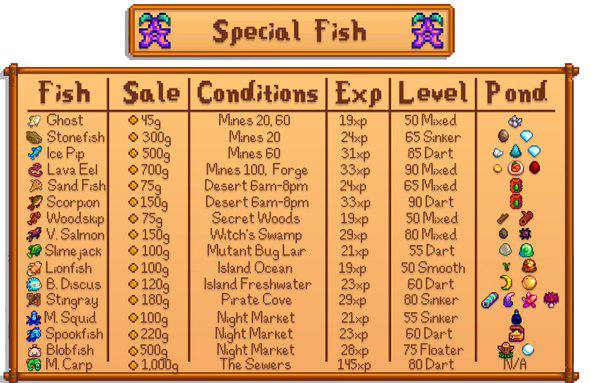 Special Fish
Fish Sale Conditions Exp Level Pond
Ghost 45g Mines 20, 60 19xp 50 Mixed
Stonefish 300g Mines 20 24xp 65 Sinker
Ice Pip 500g Mines 60 31xp 85 Dart
Lava Eel 700g Mines 100, Forge 33xp 90 Mixed
Sand Fish 75g Desert 6am-8pm 24xp 65 Mixed
Scorpion 150g Desert 6am-8pm 33xp 90 Dart
Woodskip 75g Secret Woods 19xp 50 Mixed
V. Salmon 150g Witch's Swamp 29xp 80 Mixed
Slimejack 100g Mutant Bug Lair 21xp 55 Dart
Lionfish 100g Island Ocean 19xp 50 Smooth
B. Discus 120g Island Freshwater 23xp 60 Dart
Stingray 180g Pirate Cove 29xp 80 Sinker
M. Squid 100g Night Market 21xp 55 Sinker
Spookfish 220g Night Market 23xp 60 Dart
Blobfish 500g Night Market 28xp 75 Floater
M. Carp 1,000g The Sewers 145xp 80 Dart N/A